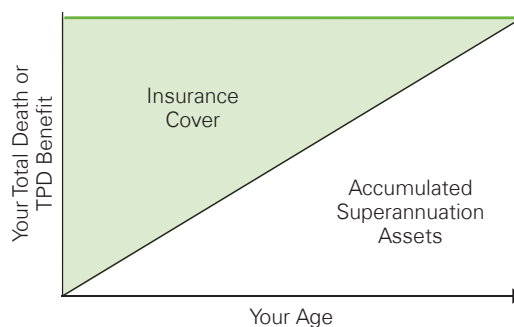 Your Total Death or
TPD Benefit
Insurance
Cover
Accumulated
Superannuation
Assets
Your Age